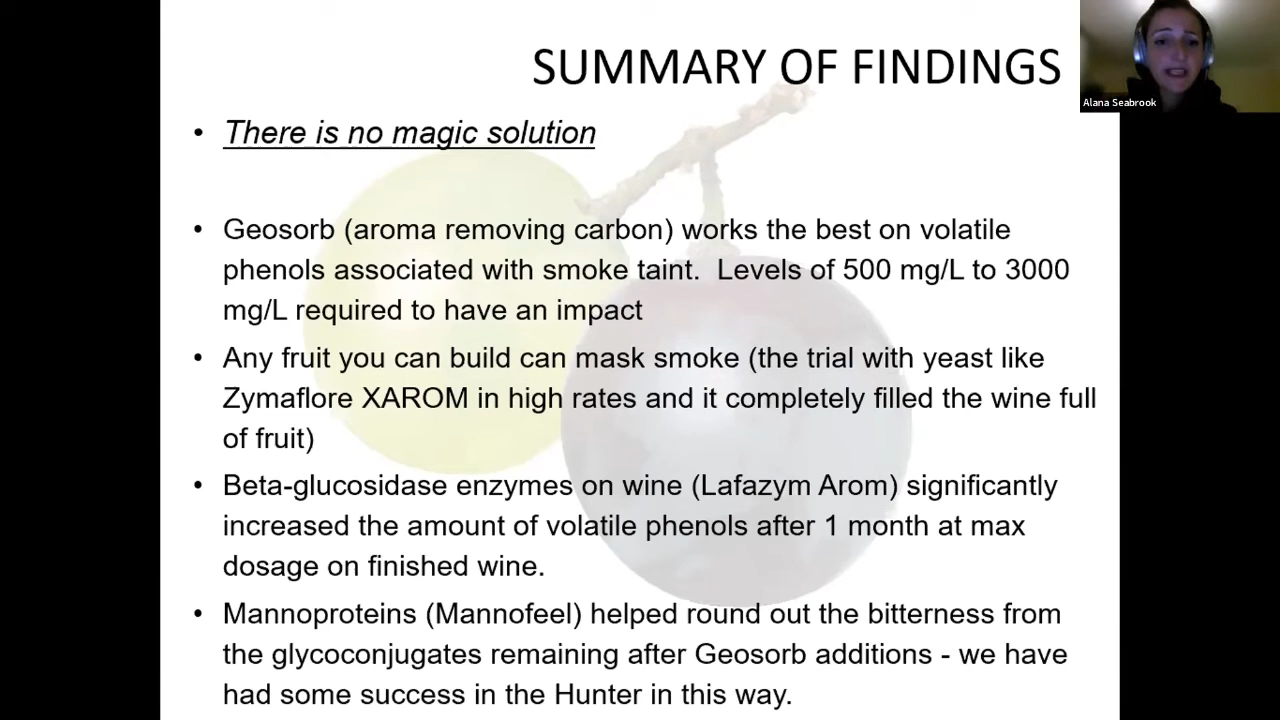 SUMMARY OF FINDINGS
Alana Seabrook
• There is no magic solution
• Geosorb (aroma removing carbon) works the best on volatile
phenols associated with smoke taint.  Levels of 500 mg/L to 3000
mg/L required to have an impact
• Any fruit you can build can mask smoke (the trial with yeast like
Zymaflore XAROM in high rates and it completely filled the wine full
of fruit)
• Beta-glucosidase enzymes on wine (Lafazym Arom) significantly
increased the amount of volatile phenols after 1 month at max
dosage on finished wine.
• Mannoproteins (Mannofeel) helped round out the bitterness from
the glycoconjugates remaining after Geosorb additions - we have
had some success in the Hunter in this way.